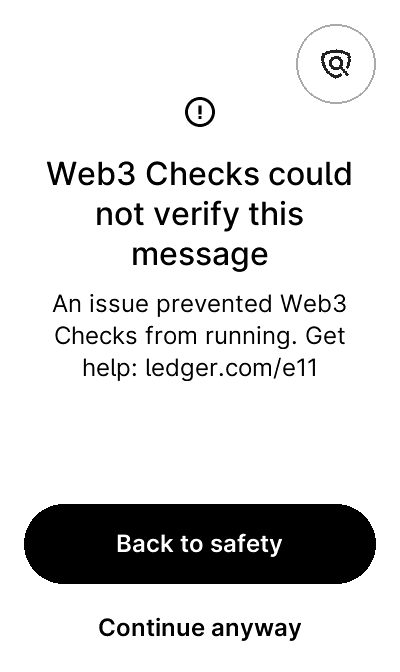 Web3 Checks could
not verify this
message
An issue prevented Web3
Checks from running. Get
help: ledger.com/e11
Back to safety
Continue anyway